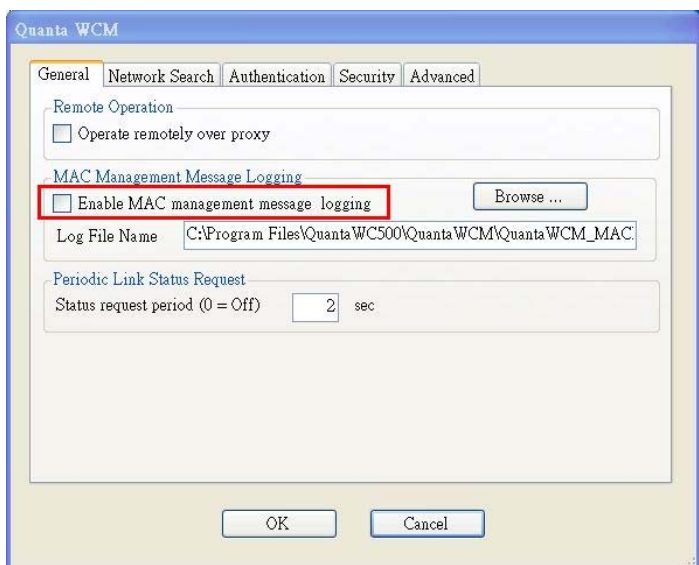 Quanta WCM
General Network Search Authentication Security Advanced
Remote Operation
Operate remotely over proxy
MAC Management Message Logging
Enable MAC management message logging
Browse ...
Log File Name C:\Program Files\QuantaWC500\QuantaWCM\QuantaWCM_MAC.
Periodic Link Status Request
Status request period (0 = Off) 2 sec
OK Cancel